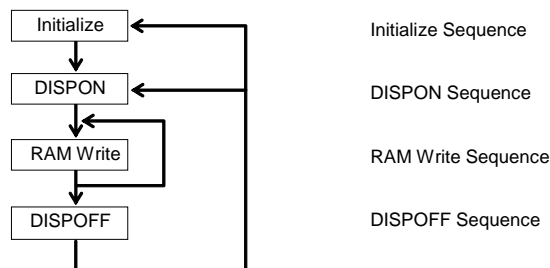 Initialize
Initialize Sequence
DISPON
DISPON Sequence
RAM Write
RAM Write Sequence
DISPOFF
DISPOFF Sequence